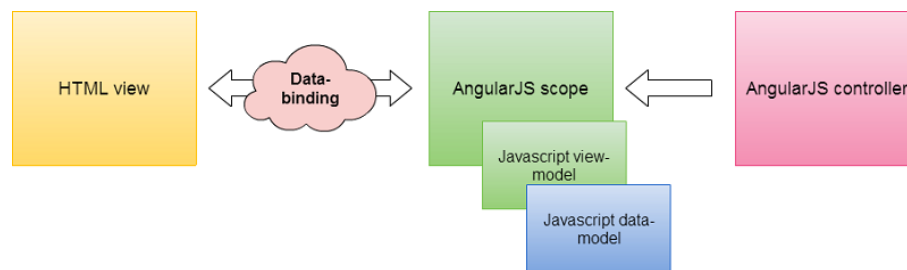 HTML view
Data-
binding
AngularJS scope
AngularJS controller
Javascript view-
model
Javascript data-
model